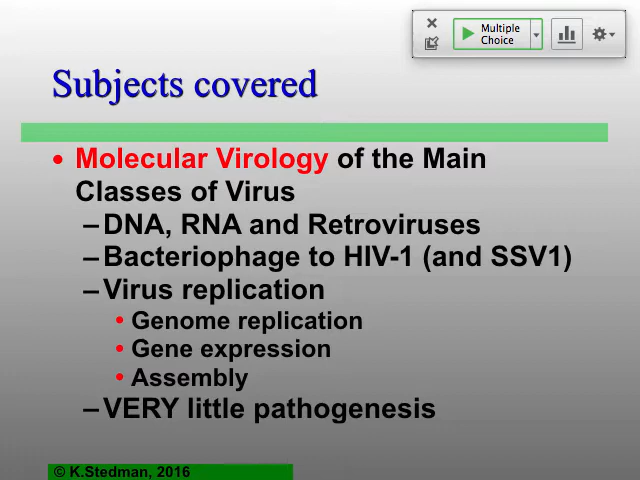 Multiple
Choice
Subjects covered
• Molecular Virology of the Main
Classes of Virus
– DNA, RNA and Retroviruses
– Bacteriophage to HIV-1 (and SSV1)
– Virus replication
• Genome replication
• Gene expression
• Assembly
– VERY little pathogenesis
© K.Stedman, 2016